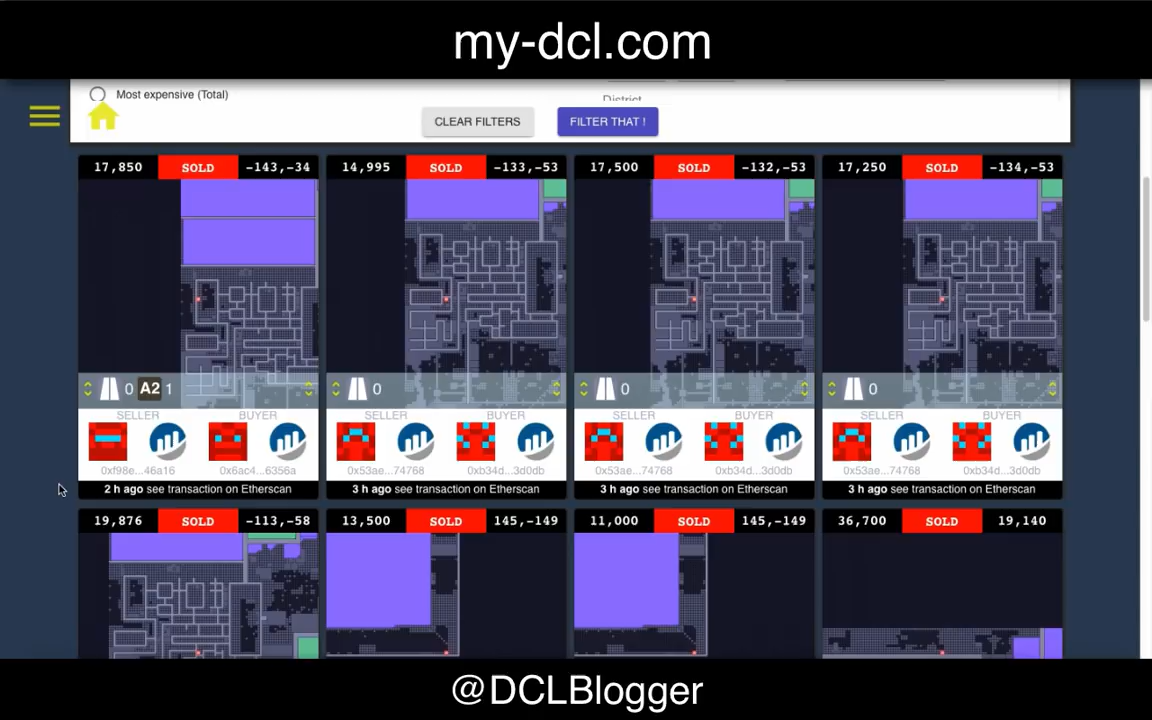 my-dcl.com
Most expensive (Total)
District
CLEAR FILTERS
FILTER THAT !
17,850 SOLD -143,-34
14,995 SOLD -133,-53
17,500 SOLD -132,-53
17,250 SOLD -134,-53
0 A2 1
0
0
0
SELLER BUYER
SELLER BUYER
SELLER BUYER
SELLER BUYER
0xf98e...46a16 0x6ac4...6356a
0x53ae...74768 0xb34d...3d0db
0x53ae...74768 0xb34d...3d0db
0x53ae...74768 0xb34d...3d0db
2 h ago see transaction on Etherscan
3 h ago see transaction on Etherscan
3 h ago see transaction on Etherscan
3 h ago see transaction on Etherscan
19,876 SOLD -113,-58
13,500 SOLD 145,-149
11,000 SOLD 145,-149
36,700 SOLD 19,140
@DCLBlogger